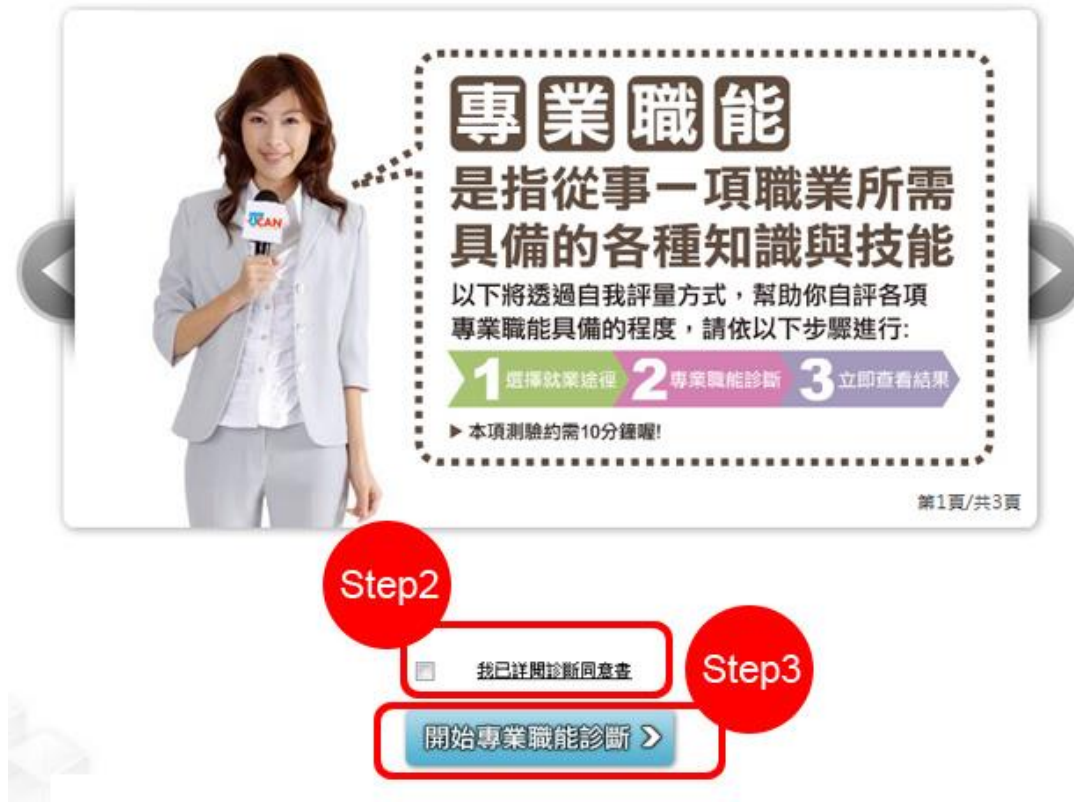 專業職能
是指從事一項職業所需
具備的各種知識與技能
以下將透過自我評量方式，幫助你自評各項
專業職能具備的程度，請依以下步驟進行:
1 選擇就業途徑 2 專業職能診斷 3 立即查看結果
▶ 本項測驗約需10分鐘喔!
UCAN
第1頁/共3頁
Step2
我已詳閱診斷同意書
Step3
開始專業職能診斷